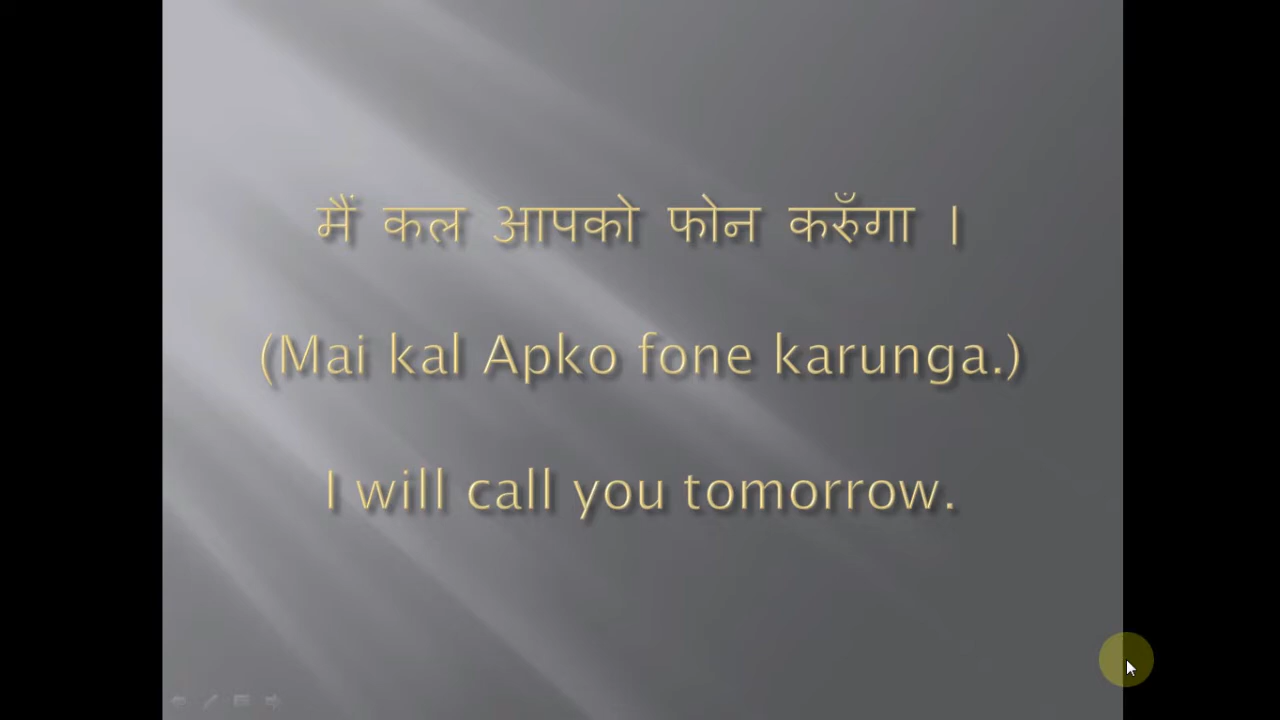 मैं कल आपको फोन करुँगा ।
(Mai kal Apko fone karunga.)
I will call you tomorrow.